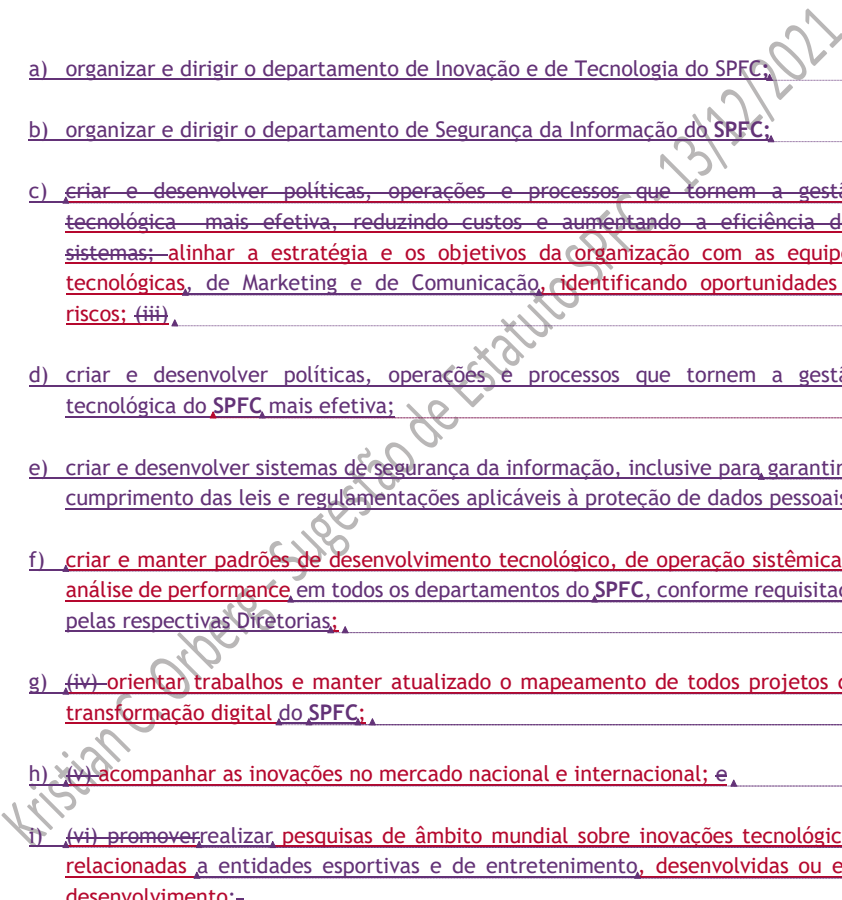 a) organizar e dirigir o departamento de Inovação e de Tecnologia do SPFC;
b) organizar e dirigir o departamento de Segurança da Informação do SPFC;
c) criar e desenvolver políticas, operações e processos que tornem a gestã
tecnológica mais efetiva, reduzindo custos e aumentando a eficiência d
sistemas; alinhar a estratégia e os objetivos da organização com as equip
tecnológicas, de Marketing e de Comunicação, identificando oportunidades
riscos; (iii)
d) criar e desenvolver políticas, operações e processos que tornem a gestã
tecnológica do SPFC mais efetiva;
e) criar e desenvolver sistemas de segurança da informação, inclusive para garantir
cumprimento das leis e regulamentações aplicáveis à proteção de dados pessoais
f) criar e manter padrões de desenvolvimento tecnológico, de operação sistêmica
análise de performance em todos os departamentos do SPFC, conforme requisitad
pelas respectivas Diretorias;
g) (iv) orientar trabalhos e manter atualizado o mapeamento de todos projetos d
transformação digital do SPFC;
h) (v) acompanhar as inovações no mercado nacional e internacional; e
i) (vi) promover realizar pesquisas de âmbito mundial sobre inovações tecnológic
relacionadas a entidades esportivas e de entretenimento, desenvolvidas ou e
desenvolvimento;
Kristian C. Orberg - Sugestão de Estatuto SPFC - 13/12/2021